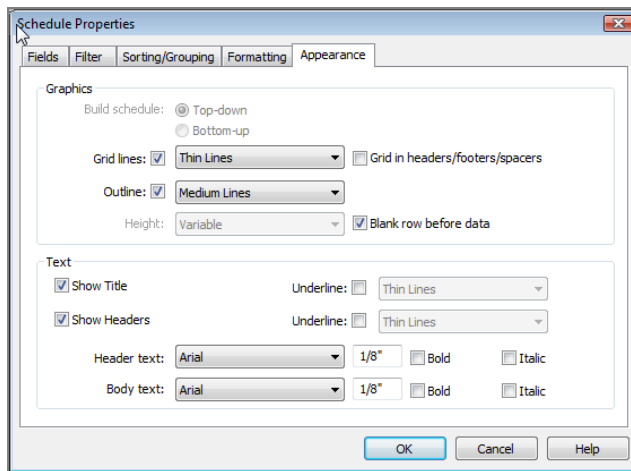 Schedule Properties
Fields Filter Sorting/Grouping Formatting Appearance
Graphics
Build schedule: Top-down
Bottom-up
Grid lines: Thin Lines Grid in headers/footers/spacers
Outline: Medium Lines
Height: Variable Blank row before data
Text
Show Title Underline: Thin Lines
Show Headers Underline: Thin Lines
Header text: Arial 1/8" Bold Italic
Body text: Arial 1/8" Bold Italic
OK Cancel Help